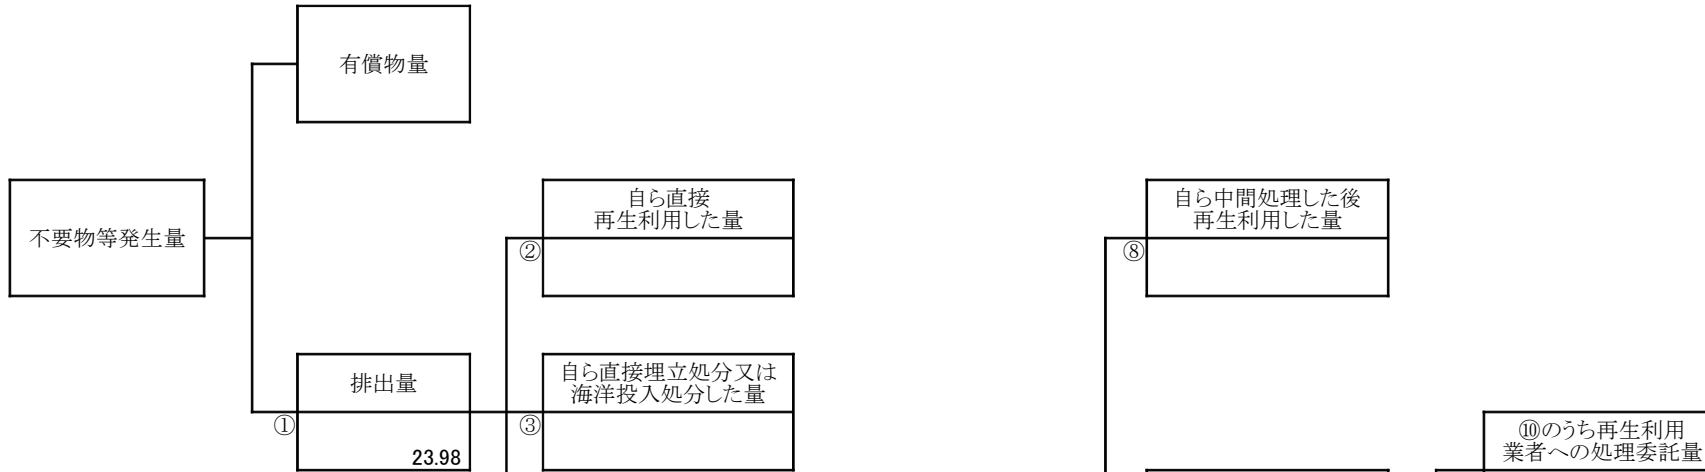 有償物量
不要物等発生量
自ら直接
再生利用した量
②
自ら中間処理した後
再生利用した量
⑧
排出量
①
23.98
自ら直接埋立処分又は
海洋投入処分した量
③
⑩のうち再生利用
業者への処理委託量